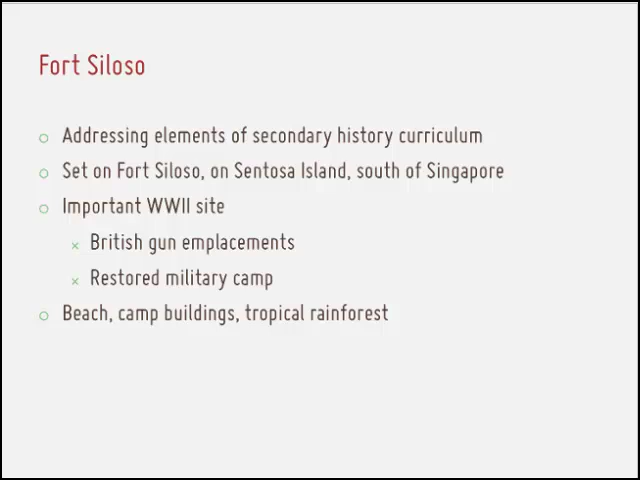 Fort Siloso
Addressing elements of secondary history curriculum
Set on Fort Siloso, on Sentosa Island, south of Singapore
Important WWII site
British gun emplacements
Restored military camp
Beach, camp buildings, tropical rainforest